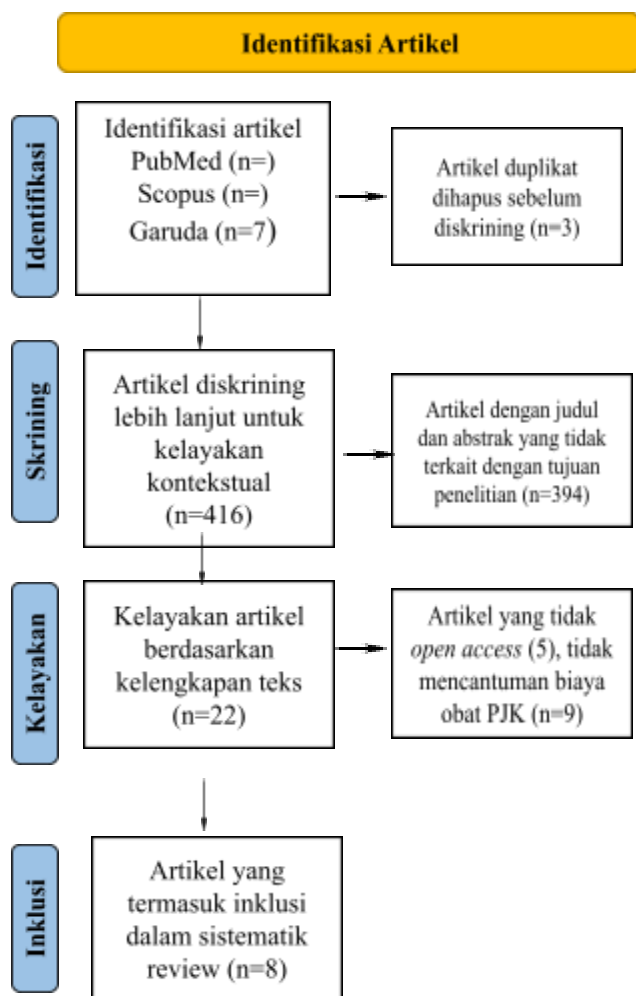 Identifikasi Artikel
Identifikasi
Identifikasi artikel
PubMed (n=)
Scopus (n=)
Garuda (n=7)
Artikel duplikat
dihapus sebelum
diskrining (n=3)
Skrining
Artikel diskrining
lebih lanjut untuk
kelayakan
kontekstual
(n=416)
Artikel dengan judul
dan abstrak yang tidak
terkait dengan tujuan
penelitian (n=394)
Kelayakan
Kelayakan artikel
berdasarkan
kelengkapan teks
(n=22)
Artikel yang tidak
open access (5), tidak
mencantuman biaya
obat PJK (n=9)
Inklusi
Artikel yang
termasuk inklusi
dalam sistematik
review (n=8)